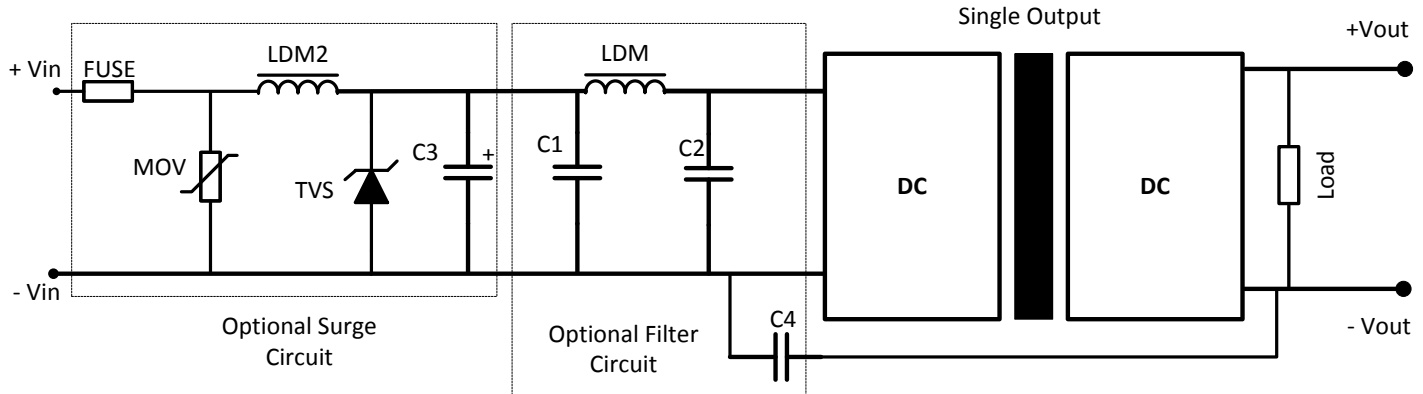 Single Output
+Vout
LDM2
LDM
+ Vin
FUSE
C3
+
C1
C2
MOV
TVS
DC
DC
Load
- Vin
- Vout
C4
Optional Surge
Circuit
Optional Filter
Circuit